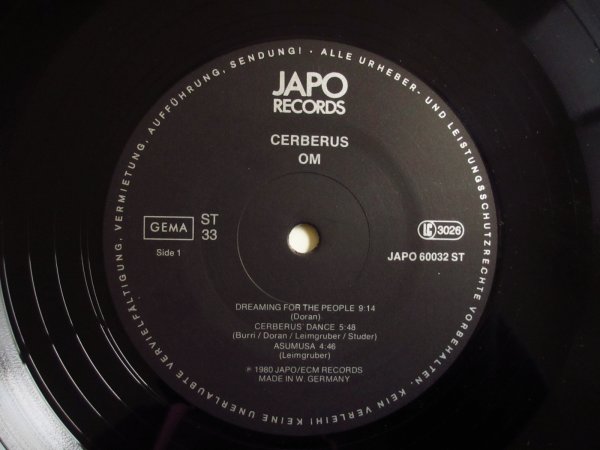 JAPO
RECORDS
CERBERUS
OM
GEMA
ST
33
Side 1
LC 3026
JAPO 60032 ST
DREAMING FOR THE PEOPLE 9:14
(Doran)
CERBERUS' DANCE 5:48
(Burri / Doran / Leimgruber / Studer)
ASUMUSA 4:46
(Leimgruber)
℗ 1980 JAPO/ECM RECORDS
MADE IN W. GERMANY
ALLE URHEBER- UND LEISTUNGSSCHUTZRECHTE VORBEHALTEN. KEIN VERLEIH! KEINE UNERLAUBTE VERVIELFÄLTIGUNG, VERMIETUNG, AUFFÜHRUNG, SENDUNG! ·